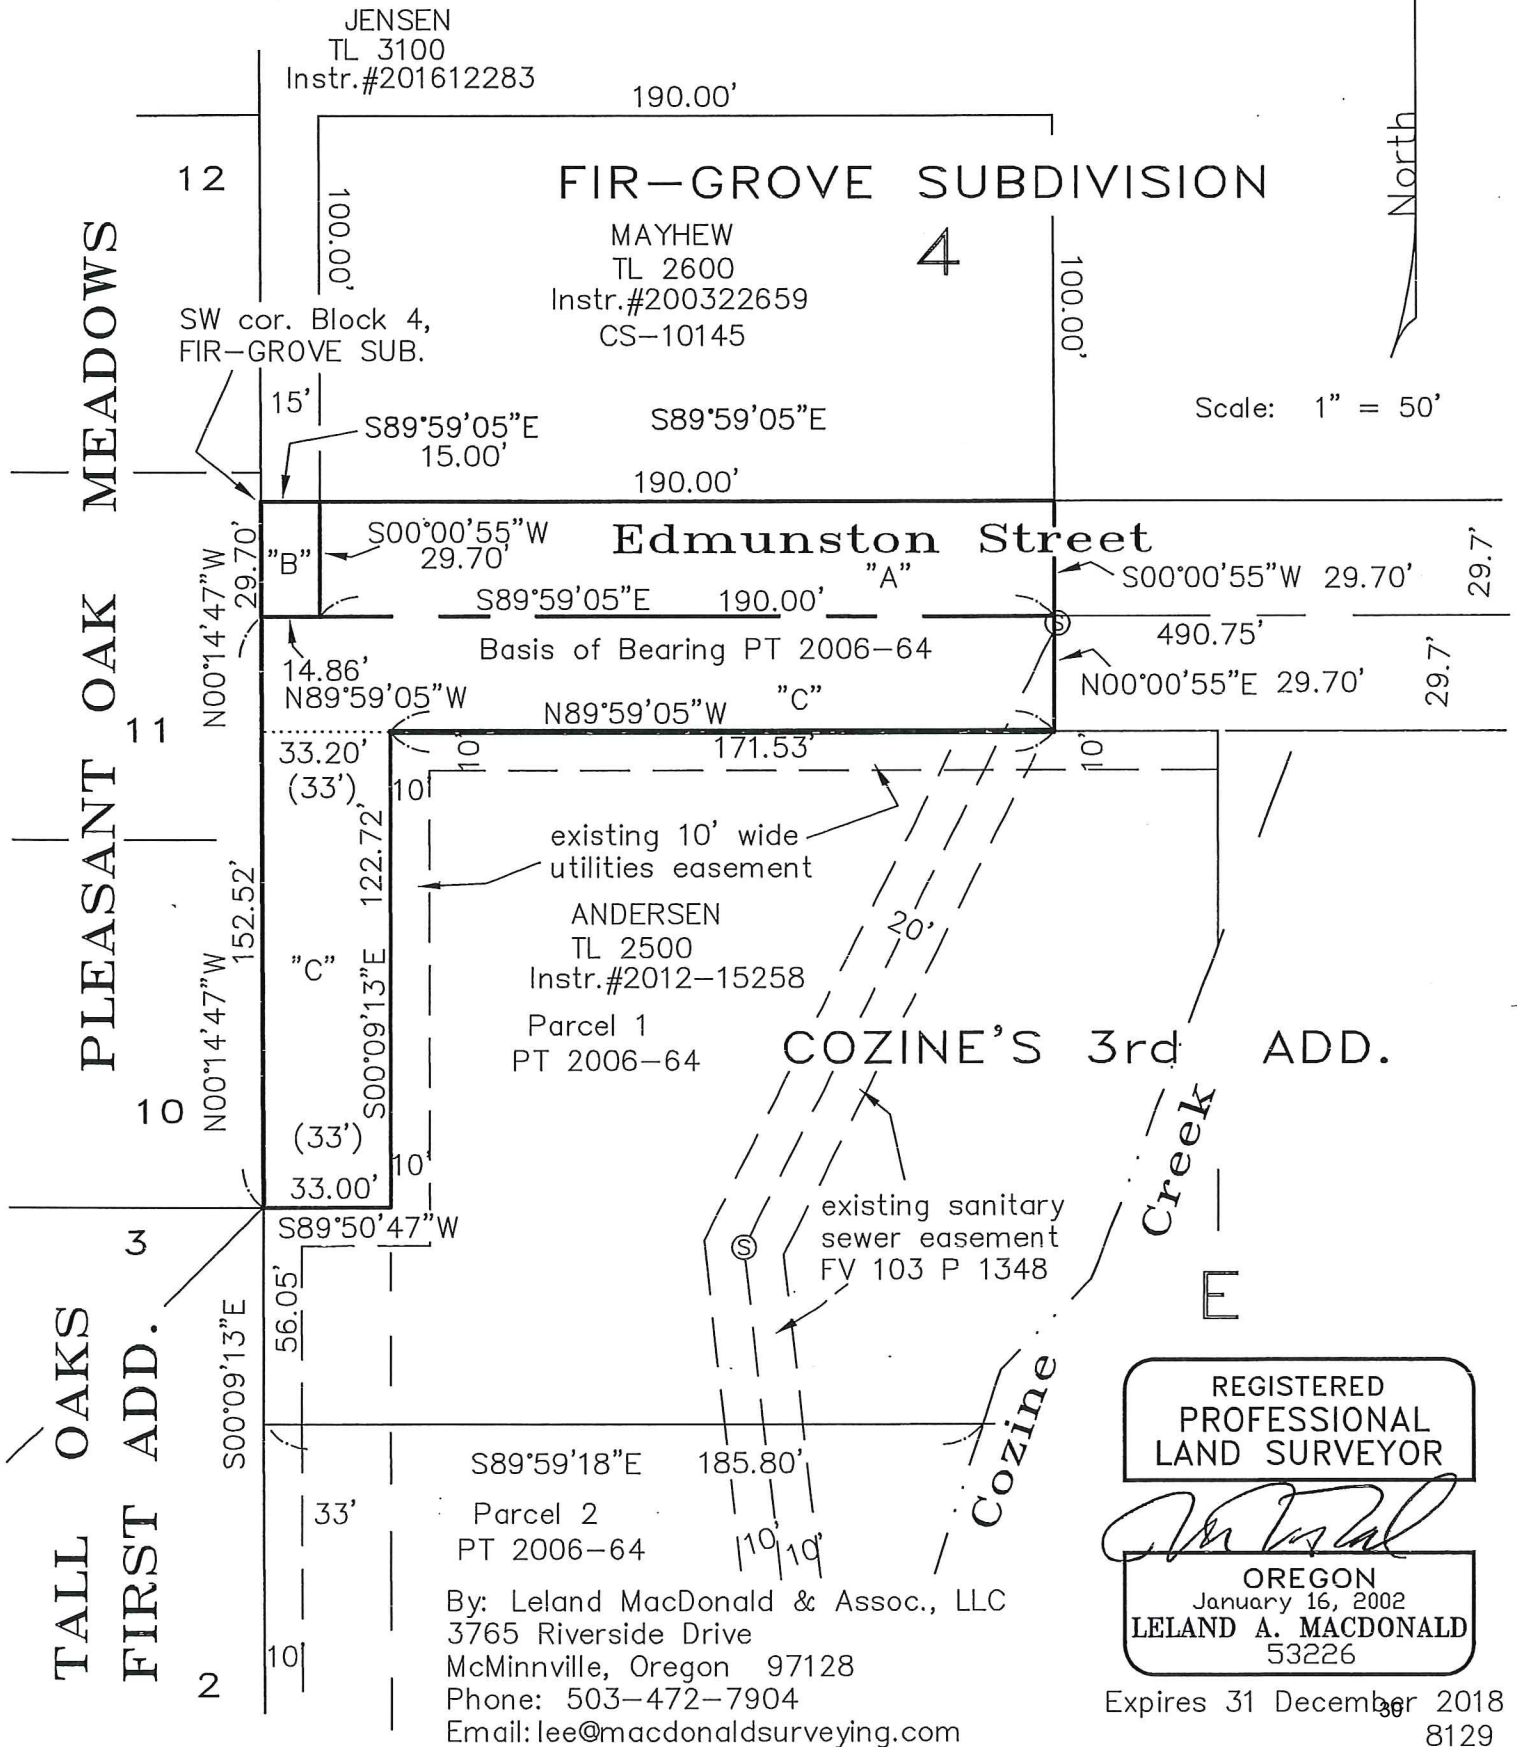 JENSEN
TL 3100
Instr.#201612283
190.00'
North
12
FIR-GROVE SUBDIVISION
100.00'
MAYHEW
TL 2600
Instr.#200322659
CS-10145
4
100.00'
SW cor. Block 4,
FIR-GROVE SUB.
PLEASANT OAK MEADOWS
15'
S89°59'05"E
15.00'
S89°59'05"E
Scale: 1" = 50'
190.00'
29.70'
N00°14'47"W
"B"
S00°00'55"W
29.70'
Edmunston Street
"A"
S00°00'55"W 29.70'
29.7'
S89°59'05"E 190.00'
S
490.75'
Basis of Bearing PT 2006-64
14.86'
N89°59'05"W
"C"
N00°00'55"E 29.70'
29.7'
N89°59'05"W
11
33.20'
(33')
10'
171.53'
10'
10'
122.72'
existing 10' wide
utilities easement
152.52'
N00°14'47"W
"C"
S00°09'13"E
ANDERSEN
TL 2500
Instr.#2012-15258
20'
Parcel 1
PT 2006-64
COZINE'S 3rd ADD.
10
(33')
10'
33.00'
S89°50'47"W
3
existing sanitary
sewer easement
FV 103 P 1348
S
Cozine Creek
E
56.05'
S00°09'13"E
TALL OAKS
FIRST ADD.
S89°59'18"E 185.80'
33'
Parcel 2
PT 2006-64
10'
10'
10'
2
By: Leland MacDonald & Assoc., LLC
3765 Riverside Drive
McMinnville, Oregon 97128
Phone: 503-472-7904
Email: lee@macdonaldsurveying.com
REGISTERED
PROFESSIONAL
LAND SURVEYOR
OREGON
January 16, 2002
LELAND A. MACDONALD
53226
Expires 31 December 2018
30
8129